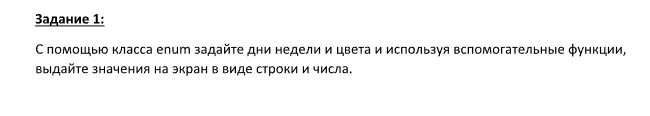 Задание 1:
С помощью класса enum задайте дни недели и цвета и используя вспомогательные функции,
выдайте значения на экран в виде строки и числа.